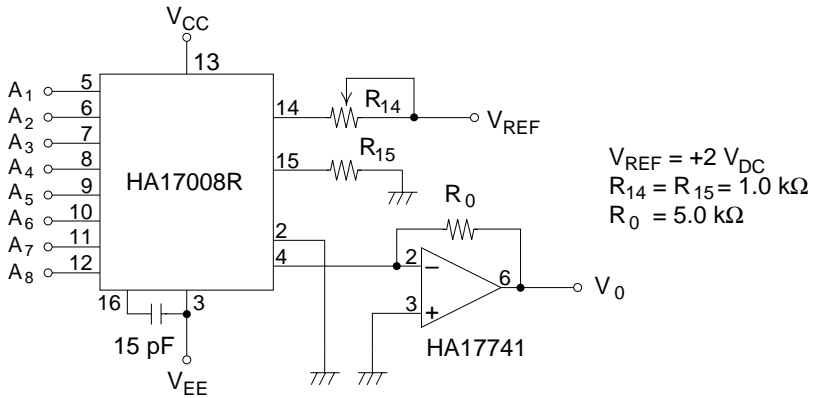 VCC
13
A1 5
A2 6
A3 7
A4 8
A5 9
A6 10
A7 11
A8 12
HA17008R
14
R14
VREF
15
R15
2
4
R0
2
−
3
+
6
V0
HA17741
16
3
15 pF
VEE
VREF = +2 VDC
R14 = R15 = 1.0 kΩ
R0 = 5.0 kΩ